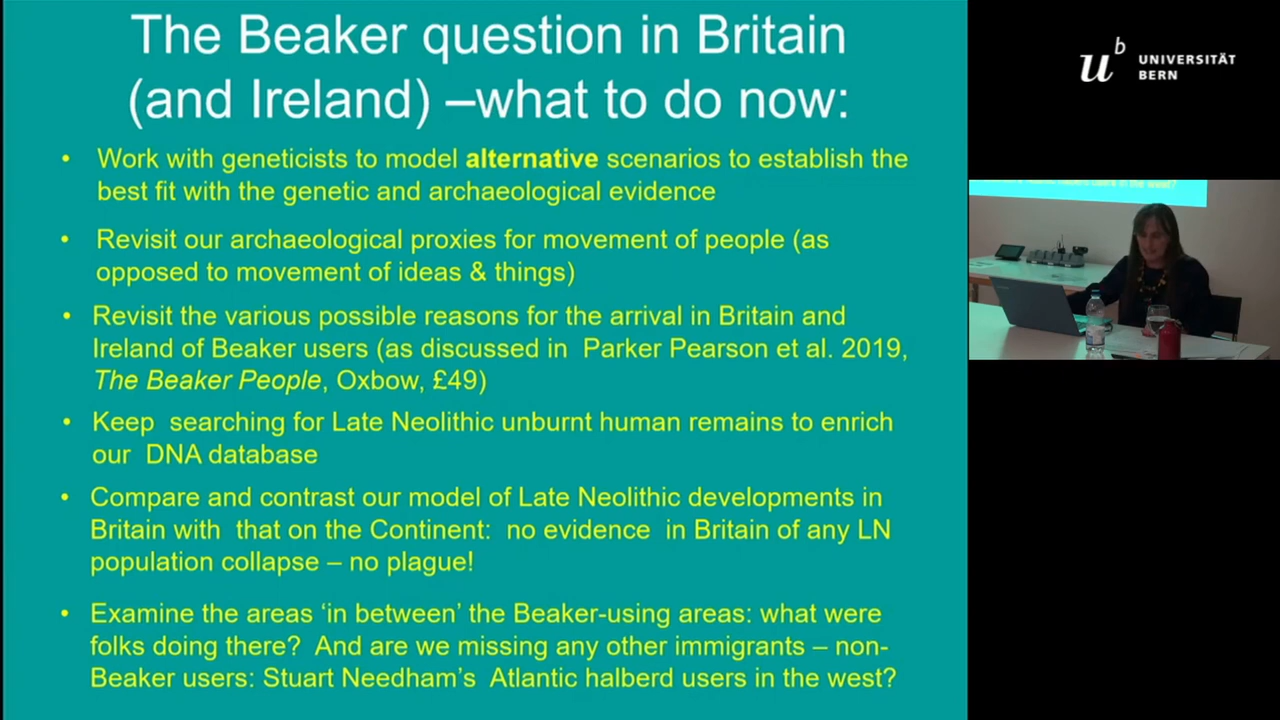 The Beaker question in Britain
(and Ireland) –what to do now:
• Work with geneticists to model alternative scenarios to establish the
best fit with the genetic and archaeological evidence
• Revisit our archaeological proxies for movement of people (as
opposed to movement of ideas & things)
• Revisit the various possible reasons for the arrival in Britain and
Ireland of Beaker users (as discussed in Parker Pearson et al. 2019,
The Beaker People, Oxbow, £49)
• Keep searching for Late Neolithic unburnt human remains to enrich
our DNA database
• Compare and contrast our model of Late Neolithic developments in
Britain with that on the Continent: no evidence in Britain of any LN
population collapse – no plague!
• Examine the areas ‘in between’ the Beaker-using areas: what were
folks doing there? And are we missing any other immigrants – non-
Beaker users: Stuart Needham’s Atlantic halberd users in the west?
u b UNIVERSITÄT
BERN
users in the west?